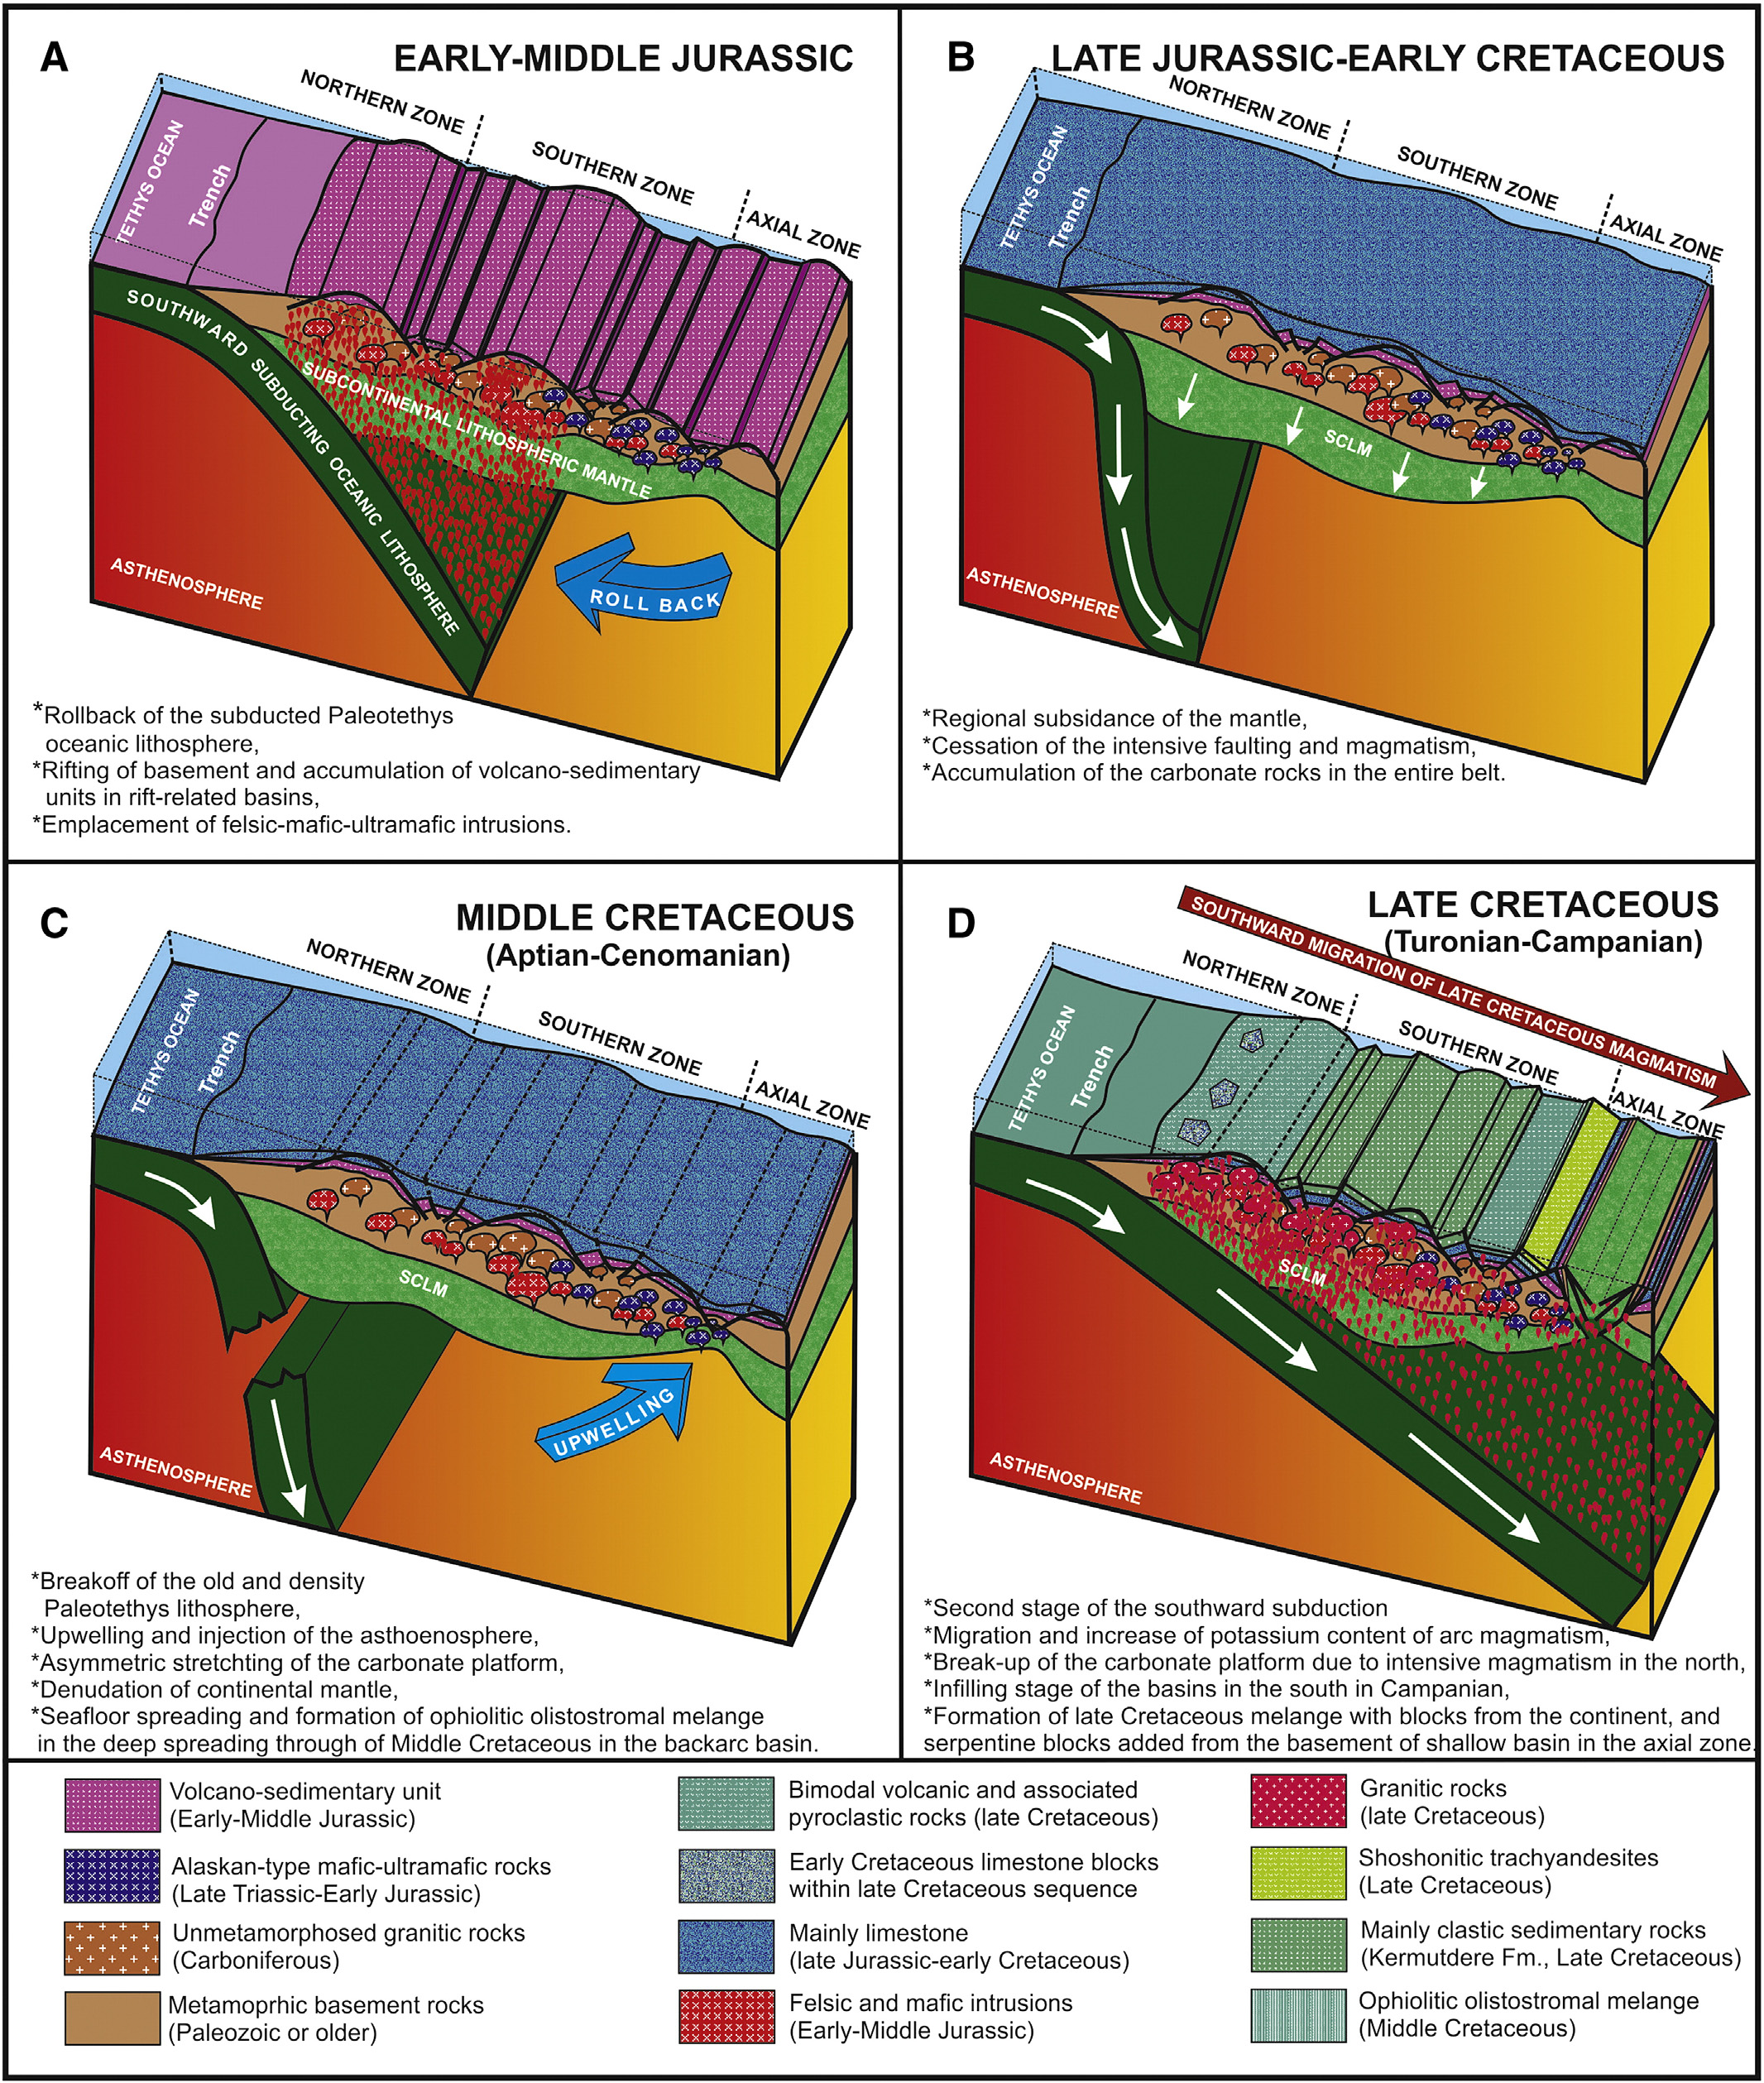 A
EARLY-MIDDLE JURASSIC
NORTHERN ZONE
SOUTHERN ZONE
AXIAL ZONE
TETHYS OCEAN
Trench
SOUTHWARD SUBDUCTING OCEANIC LITHOSPHERE
SUBCONTINENTAL LITHOSPHERIC MANTLE
ROLL BACK
ASTHENOSPHERE
*Rollback of the subducted Paleotethys
oceanic lithosphere,
*Rifting of basement and accumulation of volcano-sedimentary
units in rift-related basins,
*Emplacement of felsic-mafic-ultramafic intrusions.
B
LATE JURASSIC-EARLY CRETACEOUS
NORTHERN ZONE
SOUTHERN ZONE
AXIAL ZONE
TETHYS OCEAN
Trench
SCLM
ASTHENOSPHERE
*Regional subsidance of the mantle,
*Cessation of the intensive faulting and magmatism,
*Accumulation of the carbonate rocks in the entire belt.
C
MIDDLE CRETACEOUS
(Aptian-Cenomanian)
NORTHERN ZONE
SOUTHERN ZONE
AXIAL ZONE
TETHYS OCEAN
Trench
SCLM
UPWELLING
ASTHENOSPHERE
*Breakoff of the old and density
Paleotethys lithosphere,
*Upwelling and injection of the asthoenosphere,
*Asymmetric stretchting of the carbonate platform,
*Denudation of continental mantle,
*Seafloor spreading and formation of ophiolitic olistostromal melange
in the deep spreading through of Middle Cretaceous in the backarc basin.
D
LATE CRETACEOUS
(Turonian-Campanian)
SOUTHWARD MIGRATION OF LATE CRETACEOUS MAGMATISM
NORTHERN ZONE
SOUTHERN ZONE
AXIAL ZONE
TETHYS OCEAN
Trench
SCLM
ASTHENOSPHERE
*Second stage of the southward subduction
*Migration and increase of potassium content of arc magmatism,
*Break-up of the carbonate platform due to intensive magmatism in the north,
*Infilling stage of the basins in the south in Campanian,
*Formation of late Cretaceous melange with blocks from the continent, and
serpentine blocks added from the basement of shallow basin in the axial zone.
Volcano-sedimentary unit
(Early-Middle Jurassic)
Alaskan-type mafic-ultramafic rocks
(Late Triassic-Early Jurassic)
Unmetamorphosed granitic rocks
(Carboniferous)
Metamoprhic basement rocks
(Paleozoic or older)
Bimodal volcanic and associated
pyroclastic rocks (late Cretaceous)
Early Cretaceous limestone blocks
within late Cretaceous sequence
Mainly limestone
(late Jurassic-early Cretaceous)
Felsic and mafic intrusions
(Early-Middle Jurassic)
Granitic rocks
(late Cretaceous)
Shoshonitic trachyandesites
(Late Cretaceous)
Mainly clastic sedimentary rocks
(Kermutdere Fm., Late Cretaceous)
Ophiolitic olistostromal melange
(Middle Cretaceous)